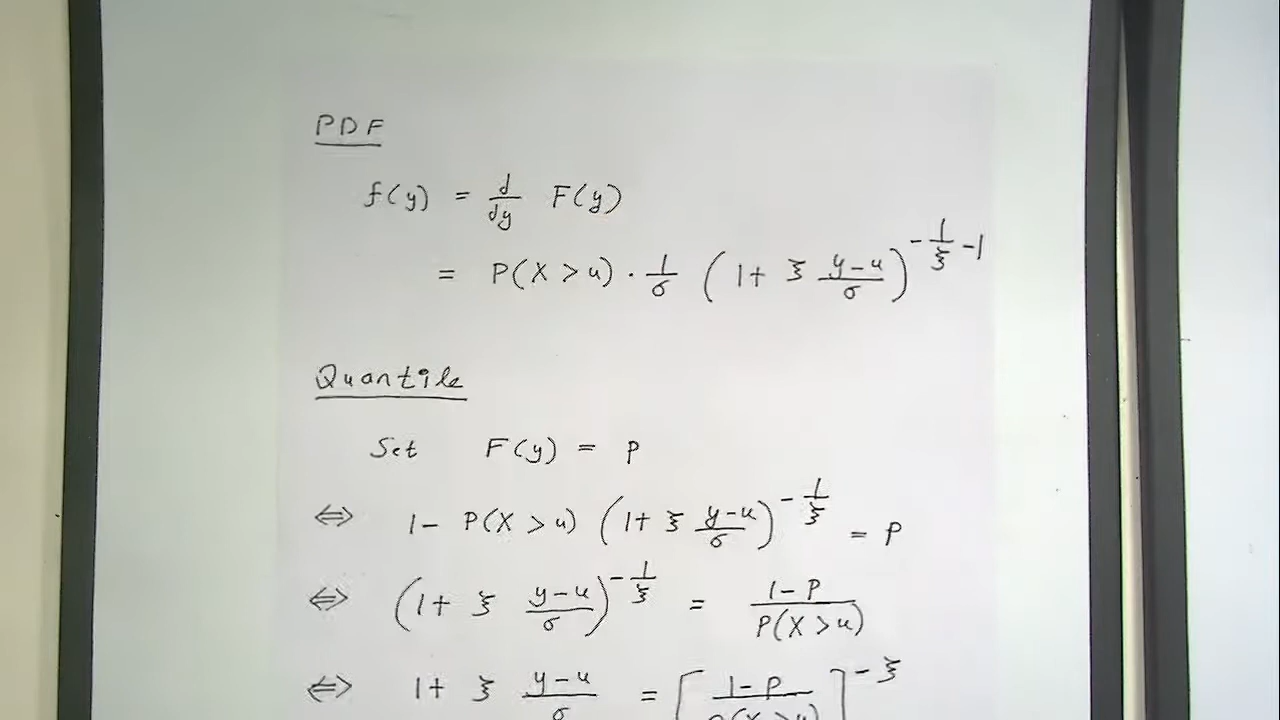 PDF
f(y) = d/dy F(y)
= P(X > u) · 1/σ (1 + ξ (y-u)/σ)^(-1/ξ - 1)
Quantile
Set F(y) = p
⇔ 1 - P(X > u) (1 + ξ (y-u)/σ)^(-1/ξ) = p
⇔ (1 + ξ (y-u)/σ)^(-1/ξ) = (1-p)/P(X > u)
⇔ 1 + ξ (y-u)/σ = [(1-p)/P(X > u)]^(-ξ)